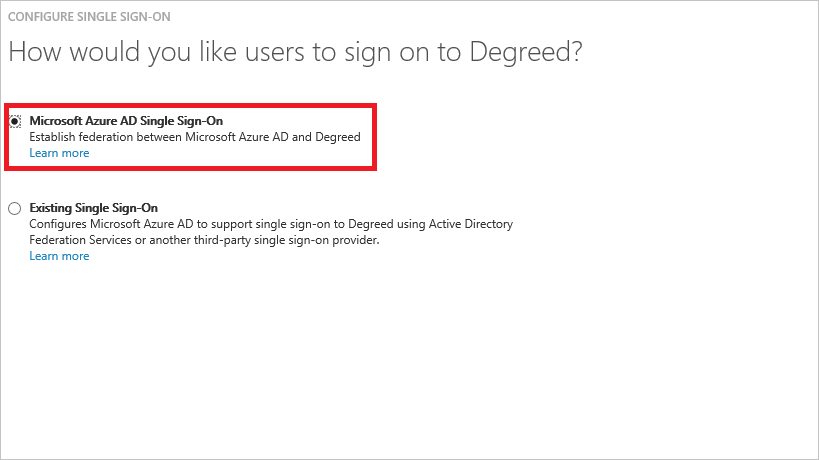 CONFIGURE SINGLE SIGN-ON
How would you like users to sign on to Degreed?
Microsoft Azure AD Single Sign-On
Establish federation between Microsoft Azure AD and Degreed
Learn more
Existing Single Sign-On
Configures Microsoft Azure AD to support single sign-on to Degreed using Active Directory
Federation Services or another third-party single sign-on provider.
Learn more